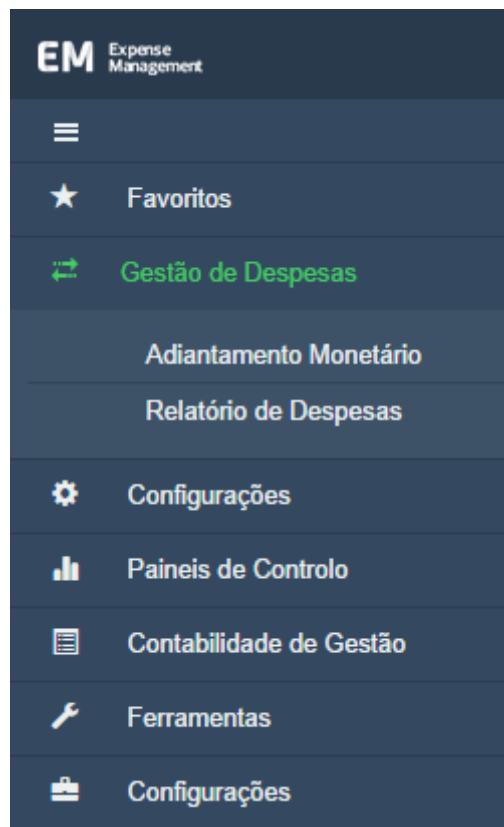 EM Expense
Management
Favoritos
Gestão de Despesas
Adiantamento Monetário
Relatório de Despesas
Configurações
Paineis de Controlo
Contabilidade de Gestão
Ferramentas
Configurações